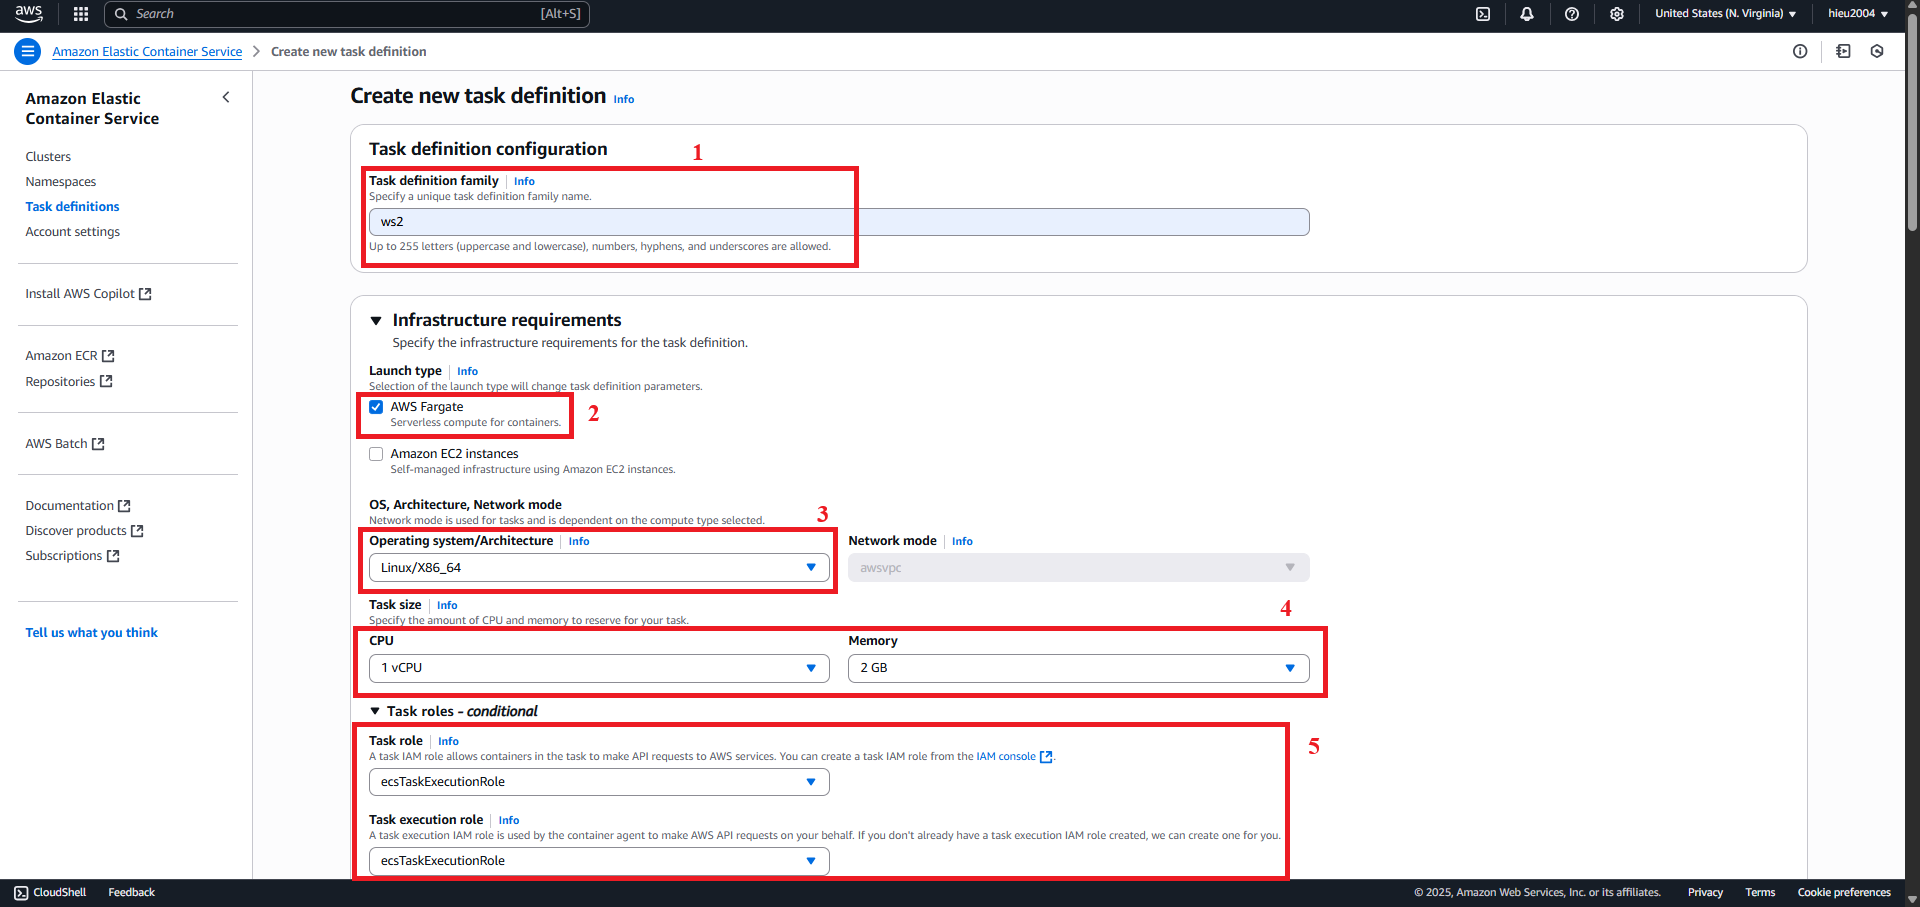 aws
Search [Alt+S]
United States (N. Virginia)
hieu2004
Amazon Elastic Container Service
Create new task definition
Amazon Elastic
Container Service
Clusters
Namespaces
Task definitions
Account settings
Install AWS Copilot
Amazon ECR
Repositories
AWS Batch
Documentation
Discover products
Subscriptions
Tell us what you think
Create new task definition Info
Task definition configuration
1
Task definition family Info
Specify a unique task definition family name.
ws2
Up to 255 letters (uppercase and lowercase), numbers, hyphens, and underscores are allowed.
Infrastructure requirements
Specify the infrastructure requirements for the task definition.
Launch type Info
Selection of the launch type will change task definition parameters.
AWS Fargate
Serverless compute for containers.
2
Amazon EC2 instances
Self-managed infrastructure using Amazon EC2 instances.
OS, Architecture, Network mode
Network mode is used for tasks and is dependent on the compute type selected.
3
Operating system/Architecture Info
Linux/X86_64
Network mode Info
awsvpc
Task size Info
Specify the amount of CPU and memory to reserve for your task.
4
CPU
1 vCPU
Memory
2 GB
Task roles - conditional
Task role Info
A task IAM role allows containers in the task to make API requests to AWS services. You can create a task IAM role from the IAM console.
ecsTaskExecutionRole
5
Task execution role Info
A task execution IAM role is used by the container agent to make AWS API requests on your behalf. If you don't already have a task execution IAM role created, we can create one for you.
ecsTaskExecutionRole
CloudShell
Feedback
© 2025, Amazon Web Services, Inc. or its affiliates.
Privacy
Terms
Cookie preferences